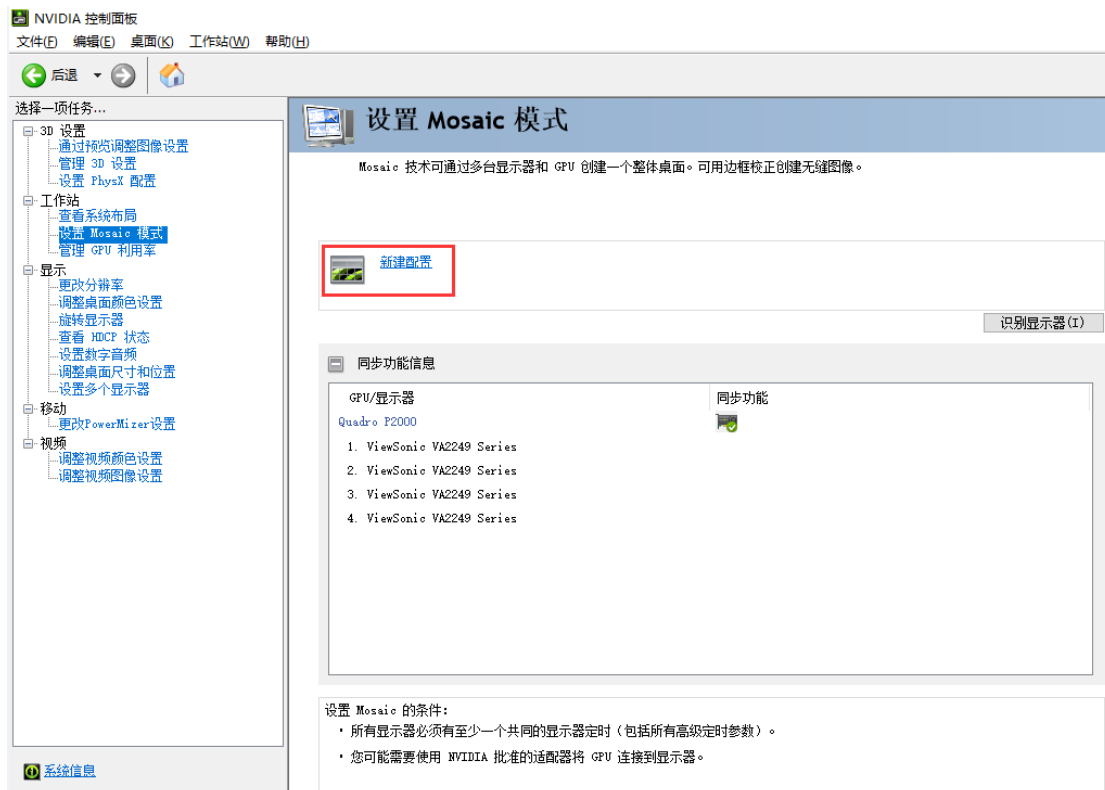 NVIDIA 控制面板
文件(F) 编辑(E) 桌面(K) 工作站(W) 帮助(H)
后退
选择一项任务...
3D 设置
通过预览调整图像设置
管理 3D 设置
设置 PhysX 配置
工作站
查看系统布局
设置 Mosaic 模式
管理 GPU 利用率
显示
更改分辨率
调整桌面颜色设置
旋转显示器
查看 HDCP 状态
设置数字音频
调整桌面尺寸和位置
设置多个显示器
移动
更改PowerMizer设置
视频
调整视频颜色设置
调整视频图像设置
系统信息
设置 Mosaic 模式
Mosaic 技术可通过多台显示器和 GPU 创建一个整体桌面。可用边框校正创建无缝图像。
新建配置
识别显示器(I)
同步功能信息
GPU/显示器 同步功能
Quadro P2000
1. ViewSonic VA2249 Series
2. ViewSonic VA2249 Series
3. ViewSonic VA2249 Series
4. ViewSonic VA2249 Series
设置 Mosaic 的条件:
· 所有显示器必须有至少一个共同的显示器定时(包括所有高级定时参数)。
· 您可能需要使用 NVIDIA 批准的适配器将 GPU 连接到显示器。